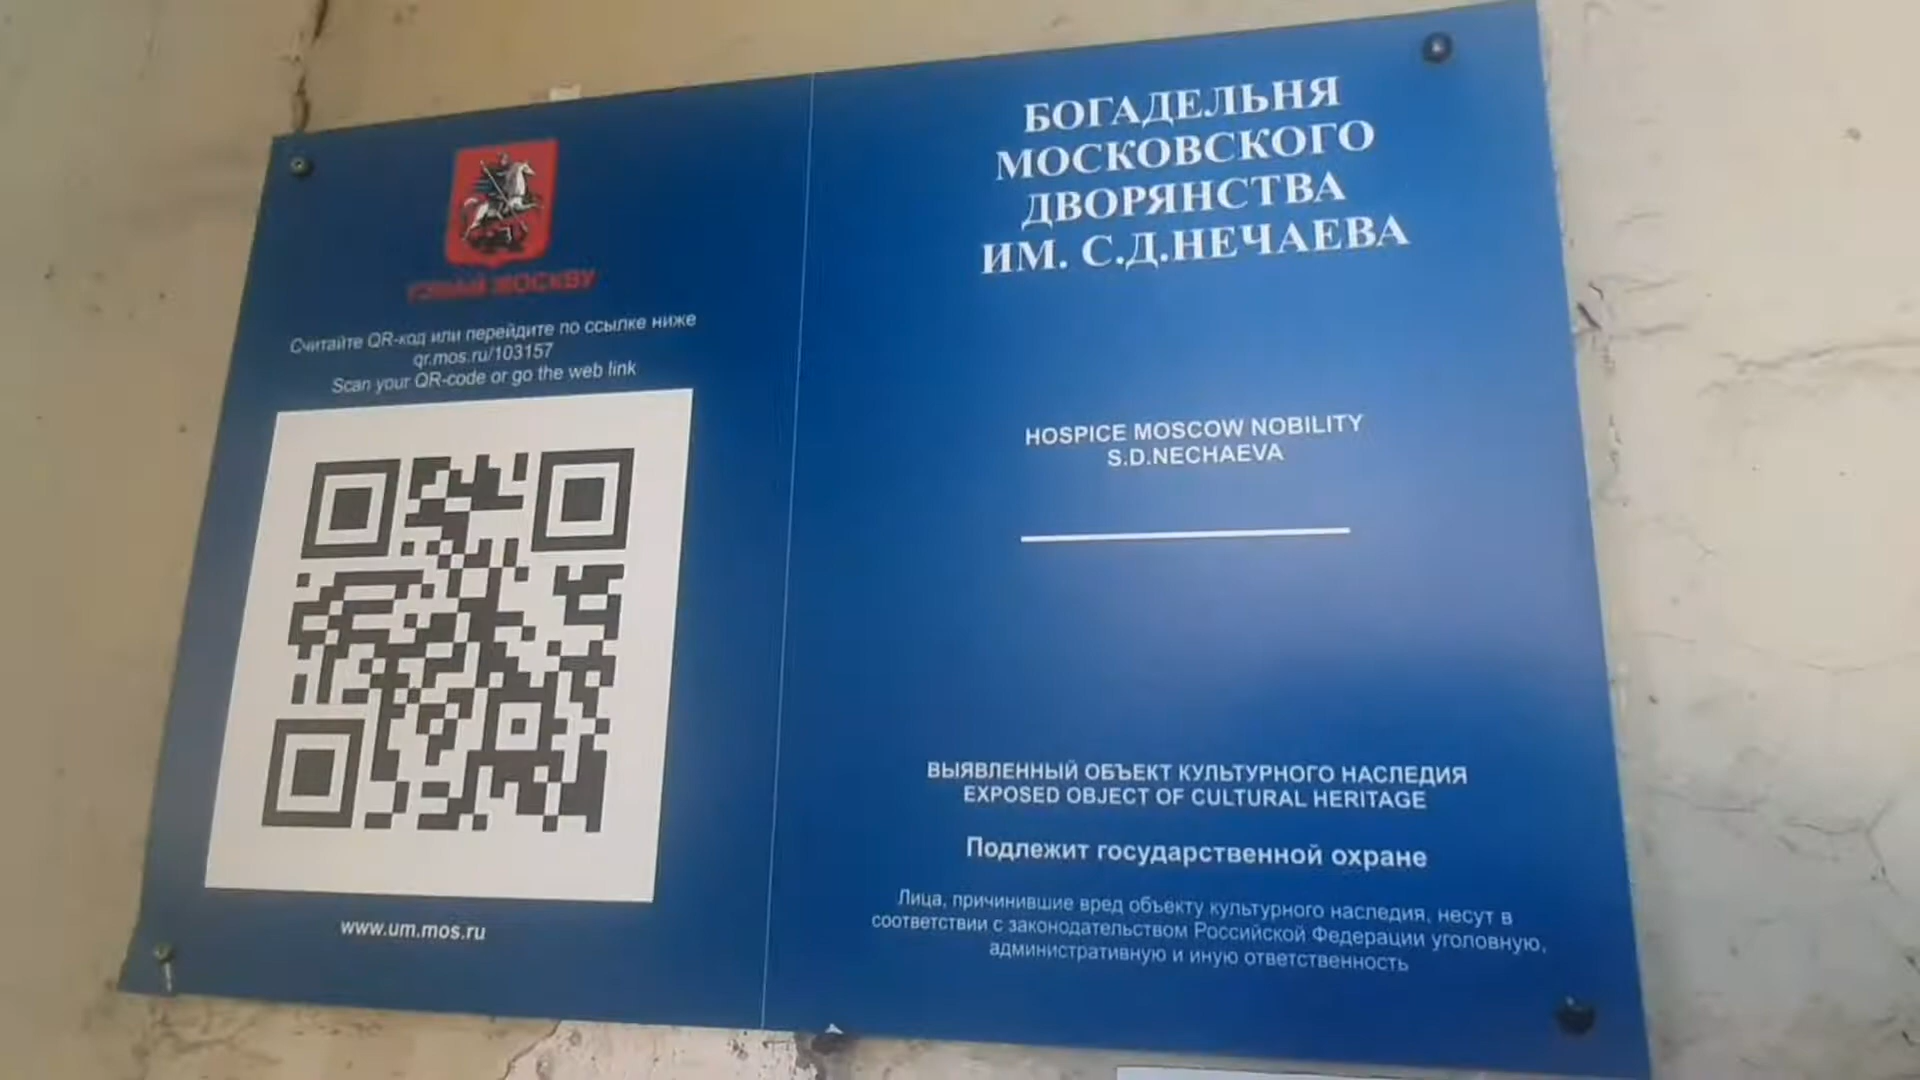 УЗНАЙ МОСКВУ
Считайте QR-код или перейдите по ссылке ниже
qr.mos.ru/103157
Scan your QR-code or go the web link
www.um.mos.ru
БОГАДЕЛЬНЯ
МОСКОВСКОГО
ДВОРЯНСТВА
ИМ. С.Д.НЕЧАЕВА
HOSPICE MOSCOW NOBILITY
S.D.NECHAEVA
ВЫЯВЛЕННЫЙ ОБЪЕКТ КУЛЬТУРНОГО НАСЛЕДИЯ
EXPOSED OBJECT OF CULTURAL HERITAGE
Подлежит государственной охране
Лица, причинившие вред объекту культурного наследия, несут в
соответствии с законодательством Российской Федерации уголовную,
административную и иную ответственность